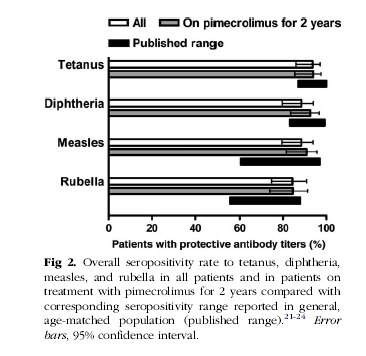 All On pimecrolimus for 2 years
Published range
Tetanus
Diphtheria
Measles
Rubella
0 20 40 60 80 100
Patients with protective antibody titers (%)
Fig 2. Overall seropositivity rate to tetanus, diphtheria,
measles, and rubella in all patients and in patients on
treatment with pimecrolimus for 2 years compared with
corresponding seropositivity range reported in general,
age-matched population (published range).21-24 Error
bars, 95% confidence interval.